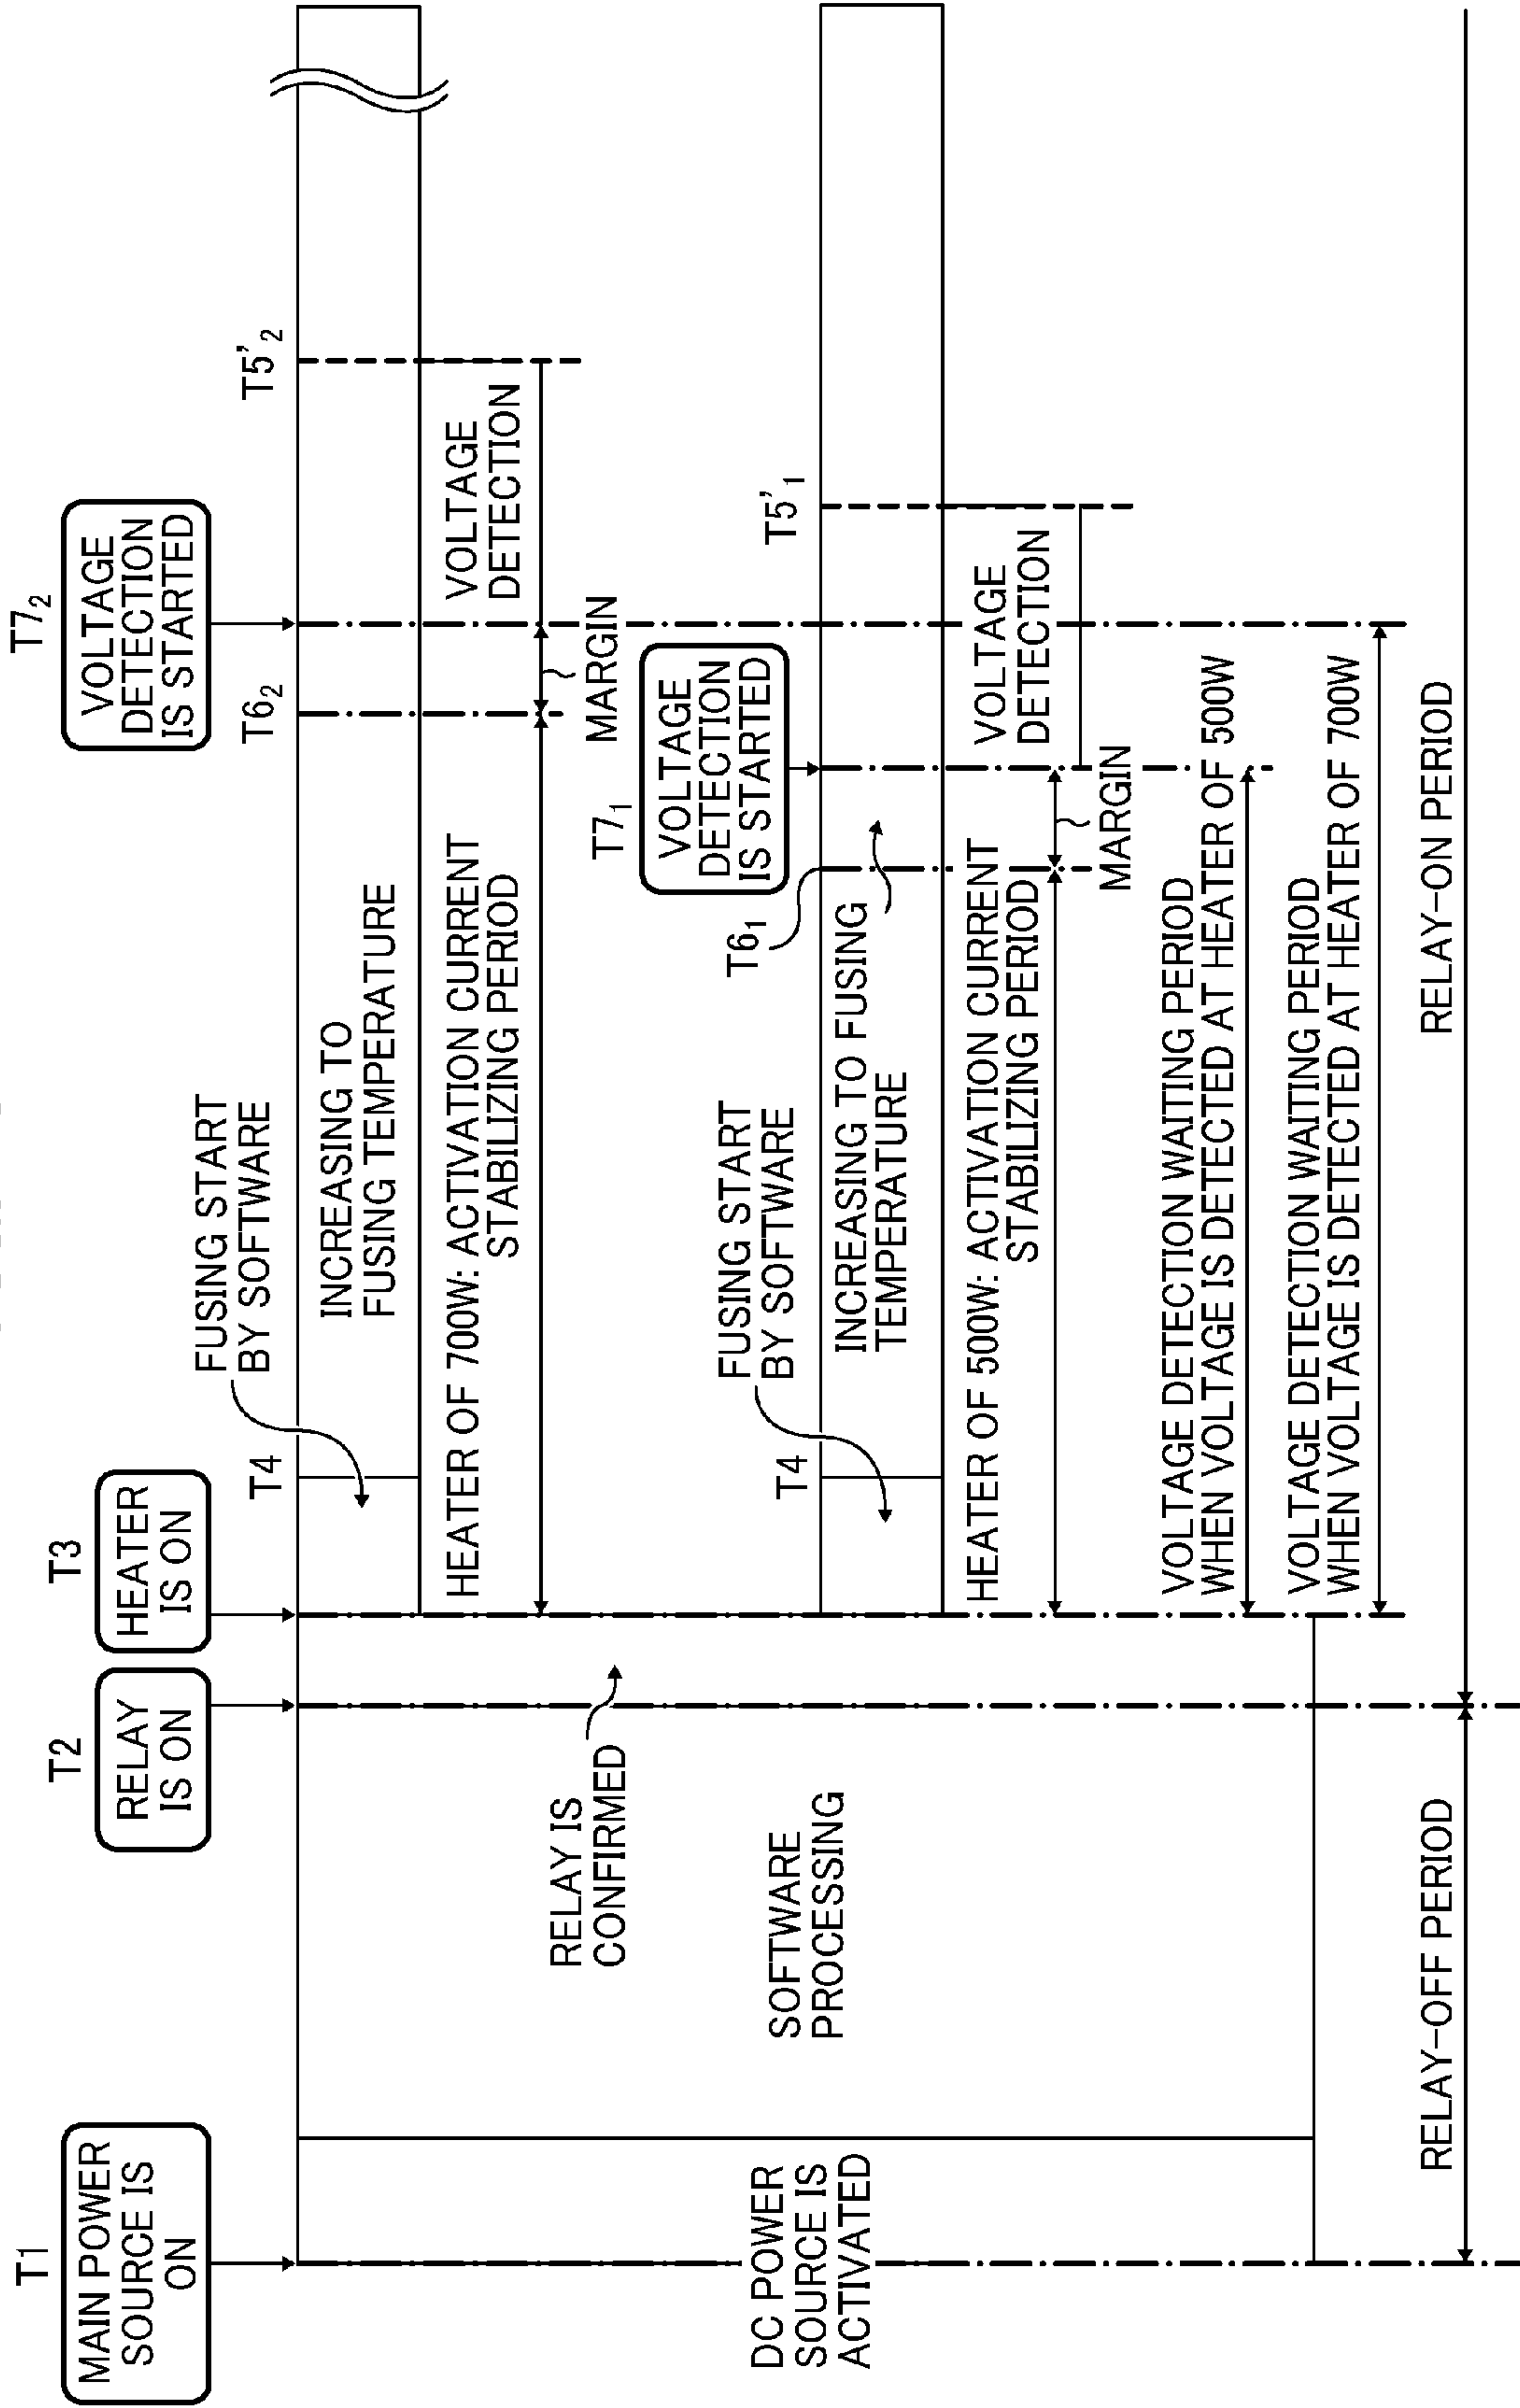 T1
MAIN POWER
SOURCE IS
ON
T2
RELAY
IS ON
T3
HEATER
IS ON
T7₂
VOLTAGE
DETECTION
IS STARTED
T4
FUSING START
BY SOFTWARE
T6₂
T5'₂
INCREASING TO
FUSING TEMPERATURE
HEATER OF 700W: ACTIVATION CURRENT
STABILIZING PERIOD
VOLTAGE
DETECTION
MARGIN
RELAY IS
CONFIRMED
T7₁
VOLTAGE
DETECTION
IS STARTED
T4
FUSING START
BY SOFTWARE
T6₁
T5'₁
DC POWER
SOURCE IS
ACTIVATED
SOFTWARE
PROCESSING
INCREASING TO FUSING
TEMPERATURE
HEATER OF 500W: ACTIVATION CURRENT
STABILIZING PERIOD
VOLTAGE
DETECTION
MARGIN
VOLTAGE DETECTION WAITING PERIOD
WHEN VOLTAGE IS DETECTED AT HEATER OF 500W
VOLTAGE DETECTION WAITING PERIOD
WHEN VOLTAGE IS DETECTED AT HEATER OF 700W
RELAY-OFF PERIOD
RELAY-ON PERIOD